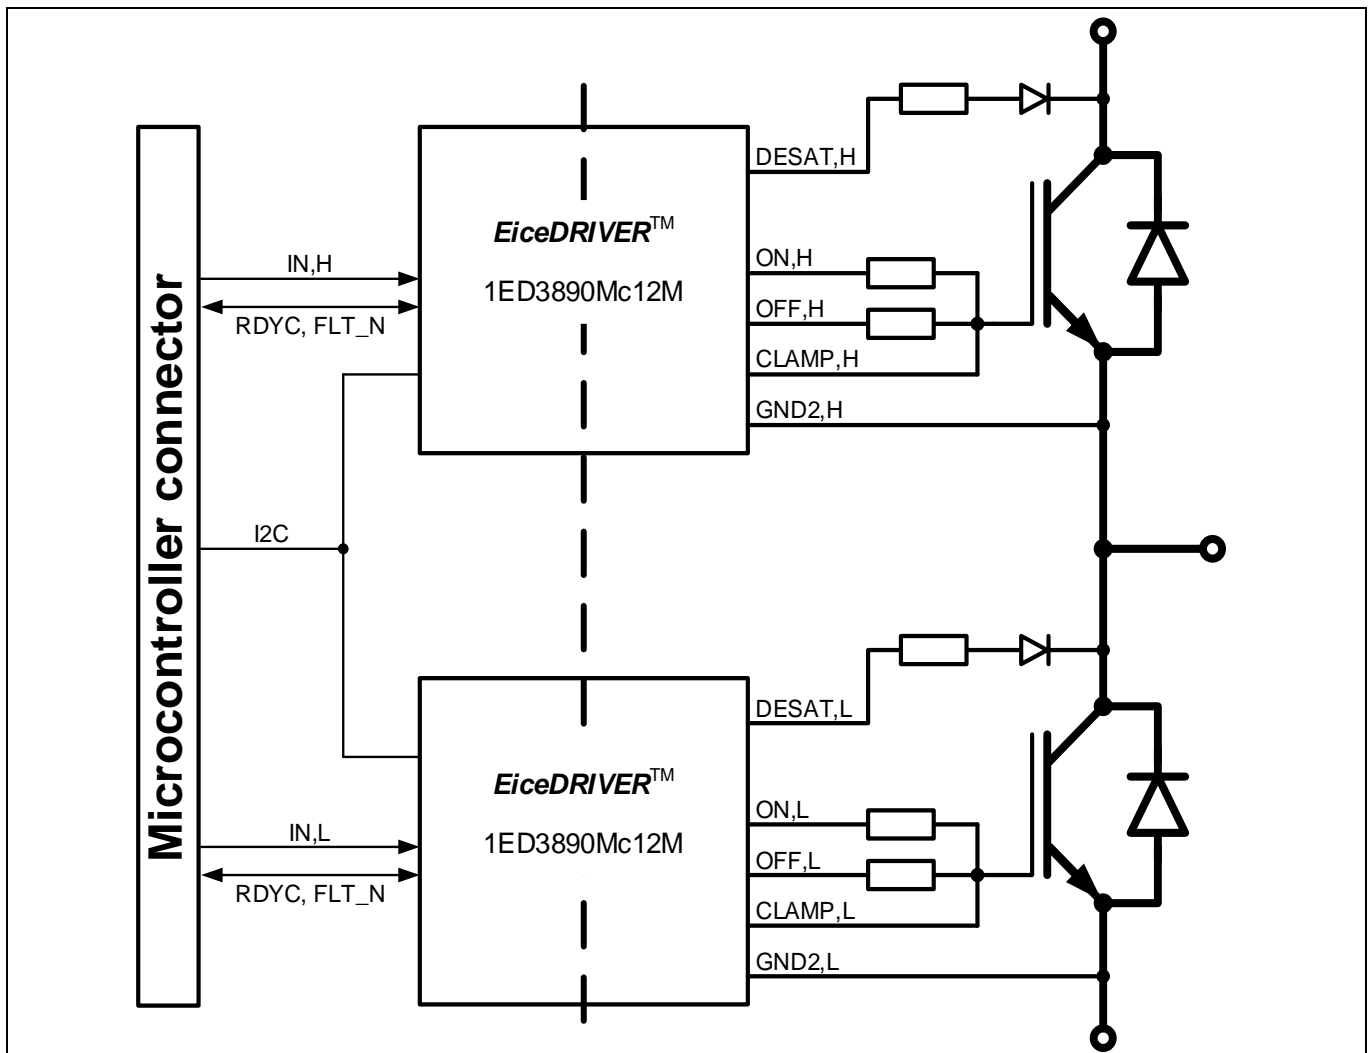 Microcontroller connector
IN,H
RDYC, FLT_N
I2C
IN,L
RDYC, FLT_N
EiceDRIVER™
1ED3890Mc12M
DESAT,H
ON,H
OFF,H
CLAMP,H
GND2,H
EiceDRIVER™
1ED3890Mc12M
DESAT,L
ON,L
OFF,L
CLAMP,L
GND2,L